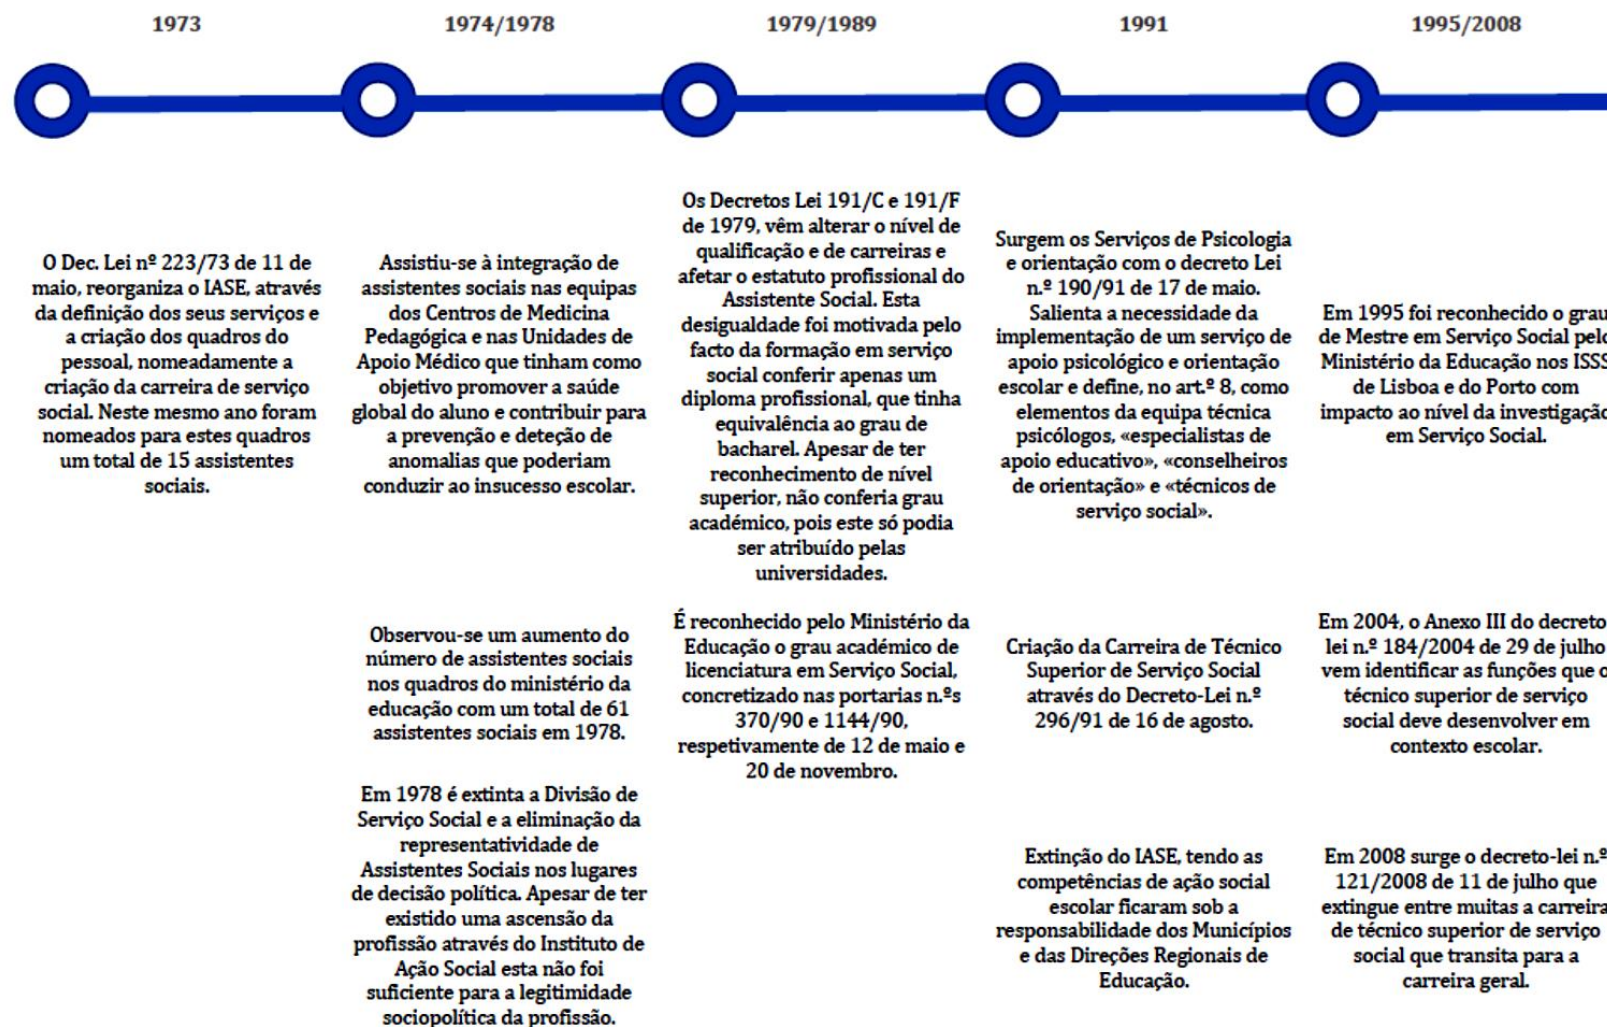 1973
1974/1978
1979/1989
1991
1995/2008
O Dec. Lei nº 223/73 de 11 de
maio, reorganiza o IASE, através
da definição dos seus serviços e
a criação dos quadros do
pessoal, nomeadamente a
criação da carreira de serviço
social. Neste mesmo ano foram
nomeados para estes quadros
um total de 15 assistentes
sociais.
Assistiu-se à integração de
assistentes sociais nas equipas
dos Centros de Medicina
Pedagógica e nas Unidades de
Apoio Médico que tinham como
objetivo promover a saúde
global do aluno e contribuir para
a prevenção e deteção de
anomalias que poderiam
conduzir ao insucesso escolar.
Observou-se um aumento do
número de assistentes sociais
nos quadros do ministério da
educação com um total de 61
assistentes sociais em 1978.
Em 1978 é extinta a Divisão de
Serviço Social e a eliminação da
representatividade de
Assistentes Sociais nos lugares
de decisão política. Apesar de ter
existido uma ascensão da
profissão através do Instituto de
Ação Social esta não foi
suficiente para a legitimidade
sociopolítica da profissão.
Os Decretos Lei 191/C e 191/F
de 1979, vêm alterar o nível de
qualificação e de carreiras e
afetar o estatuto profissional do
Assistente Social. Esta
desigualdade foi motivada pelo
facto da formação em serviço
social conferir apenas um
diploma profissional, que tinha
equivalência ao grau de
bacharel. Apesar de ter
reconhecimento de nível
superior, não conferia grau
académico, pois este só podia
ser atribuído pelas
universidades.
É reconhecido pelo Ministério da
Educação o grau académico de
licenciatura em Serviço Social,
concretizado nas portarias n.ºs
370/90 e 1144/90,
respetivamente de 12 de maio e
20 de novembro.
Surgem os Serviços de Psicologia
e orientação com o decreto Lei
n.º 190/91 de 17 de maio.
Salienta a necessidade da
implementação de um serviço de
apoio psicológico e orientação
escolar e define, no art.º 8, como
elementos da equipa técnica
psicólogos, «especialistas de
apoio educativo», «conselheiros
de orientação» e «técnicos de
serviço social».
Criação da Carreira de Técnico
Superior de Serviço Social
através do Decreto-Lei n.º
296/91 de 16 de agosto.
Extinção do IASE, tendo as
competências de ação social
escolar ficaram sob a
responsabilidade dos Municípios
e das Direções Regionais de
Educação.
Em 1995 foi reconhecido o grau
de Mestre em Serviço Social pelo
Ministério da Educação nos ISSS
de Lisboa e do Porto com
impacto ao nível da investigação
em Serviço Social.
Em 2004, o Anexo III do decreto
lei n.º 184/2004 de 29 de julho
vem identificar as funções que o
técnico superior de serviço
social deve desenvolver em
contexto escolar.
Em 2008 surge o decreto-lei n.º
121/2008 de 11 de julho que
extingue entre muitas a carreira
de técnico superior de serviço
social que transita para a
carreira geral.